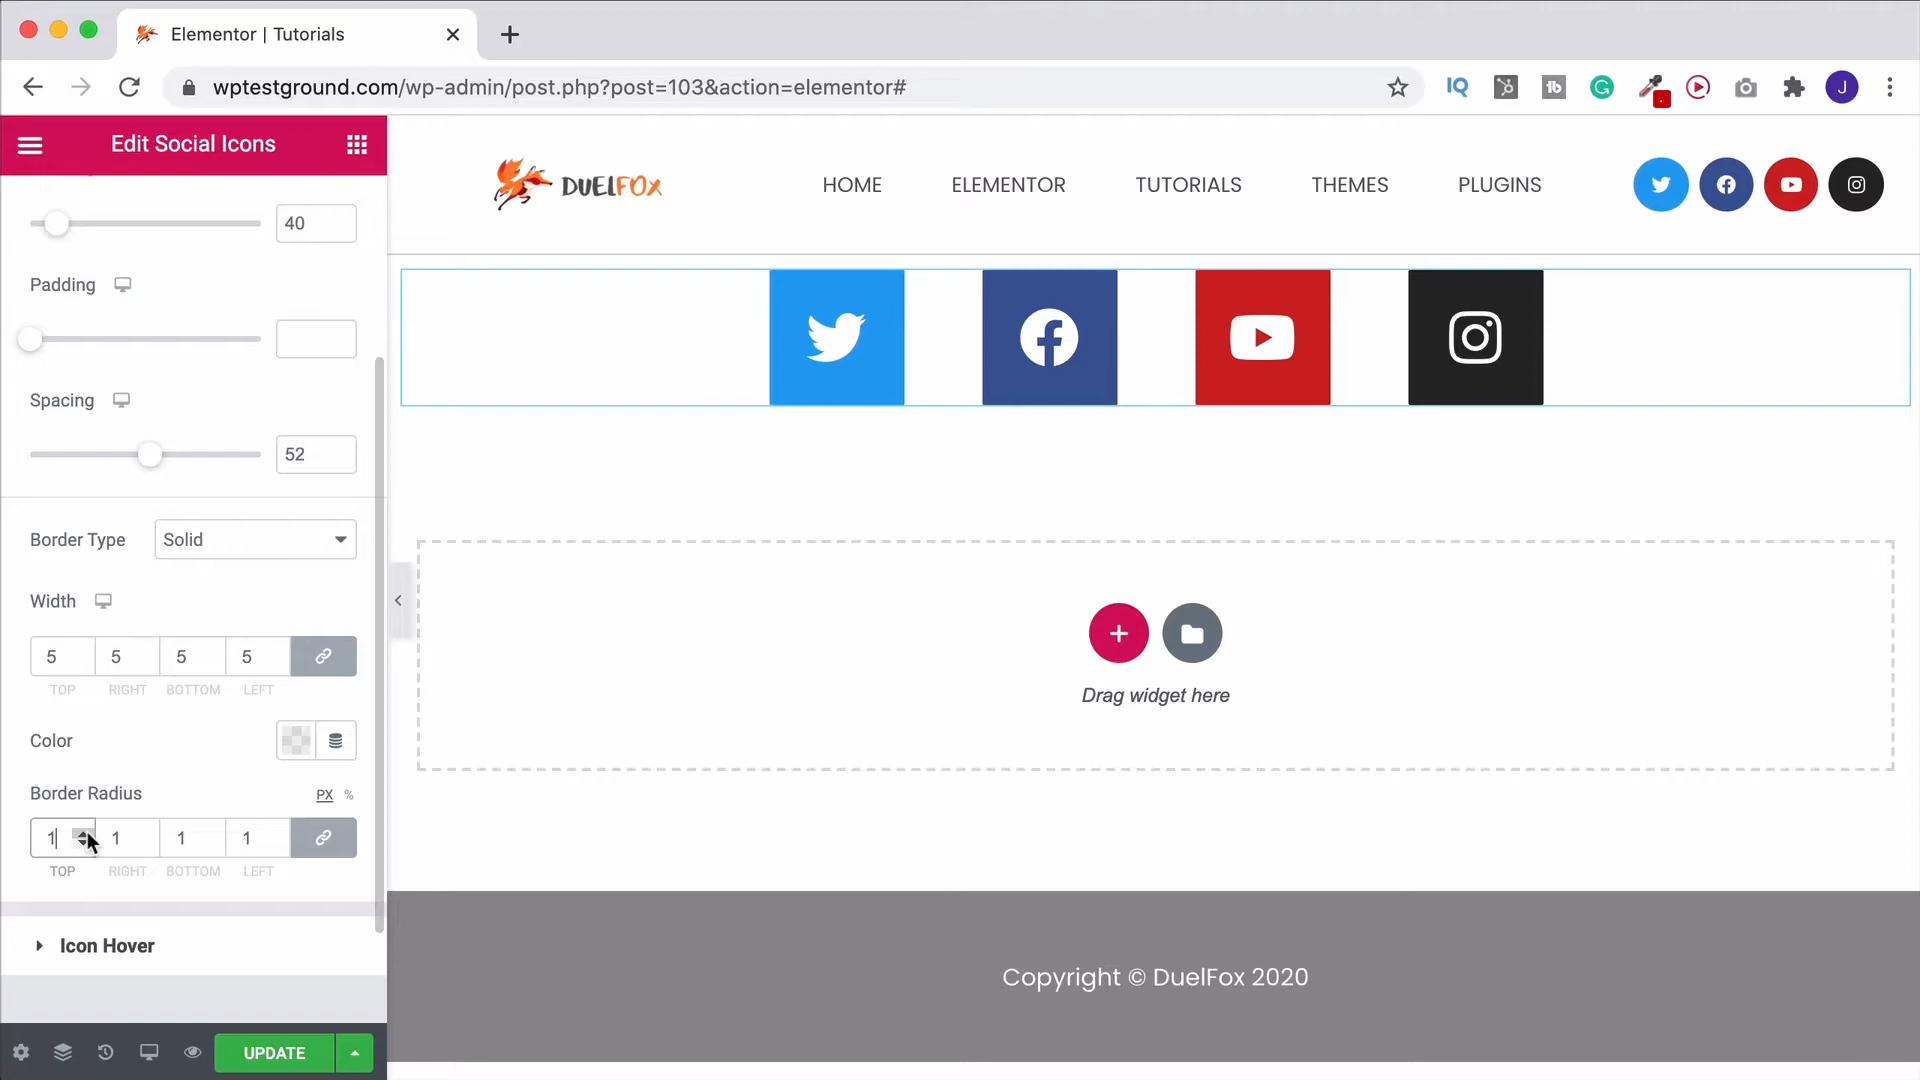 Elementor | Tutorials
wptestground.com/wp-admin/post.php?post=103&action=elementor#
IQ
tb
G
J
Edit Social Icons
DUELFOX
HOME
ELEMENTOR
TUTORIALS
THEMES
PLUGINS
40
Padding
Spacing
52
Border Type
Solid
Width
5
5
5
5
TOP
RIGHT
BOTTOM
LEFT
Color
Border Radius
PX
%
1
1
1
1
TOP
RIGHT
BOTTOM
LEFT
Icon Hover
UPDATE
Drag widget here
Copyright © DuelFox 2020